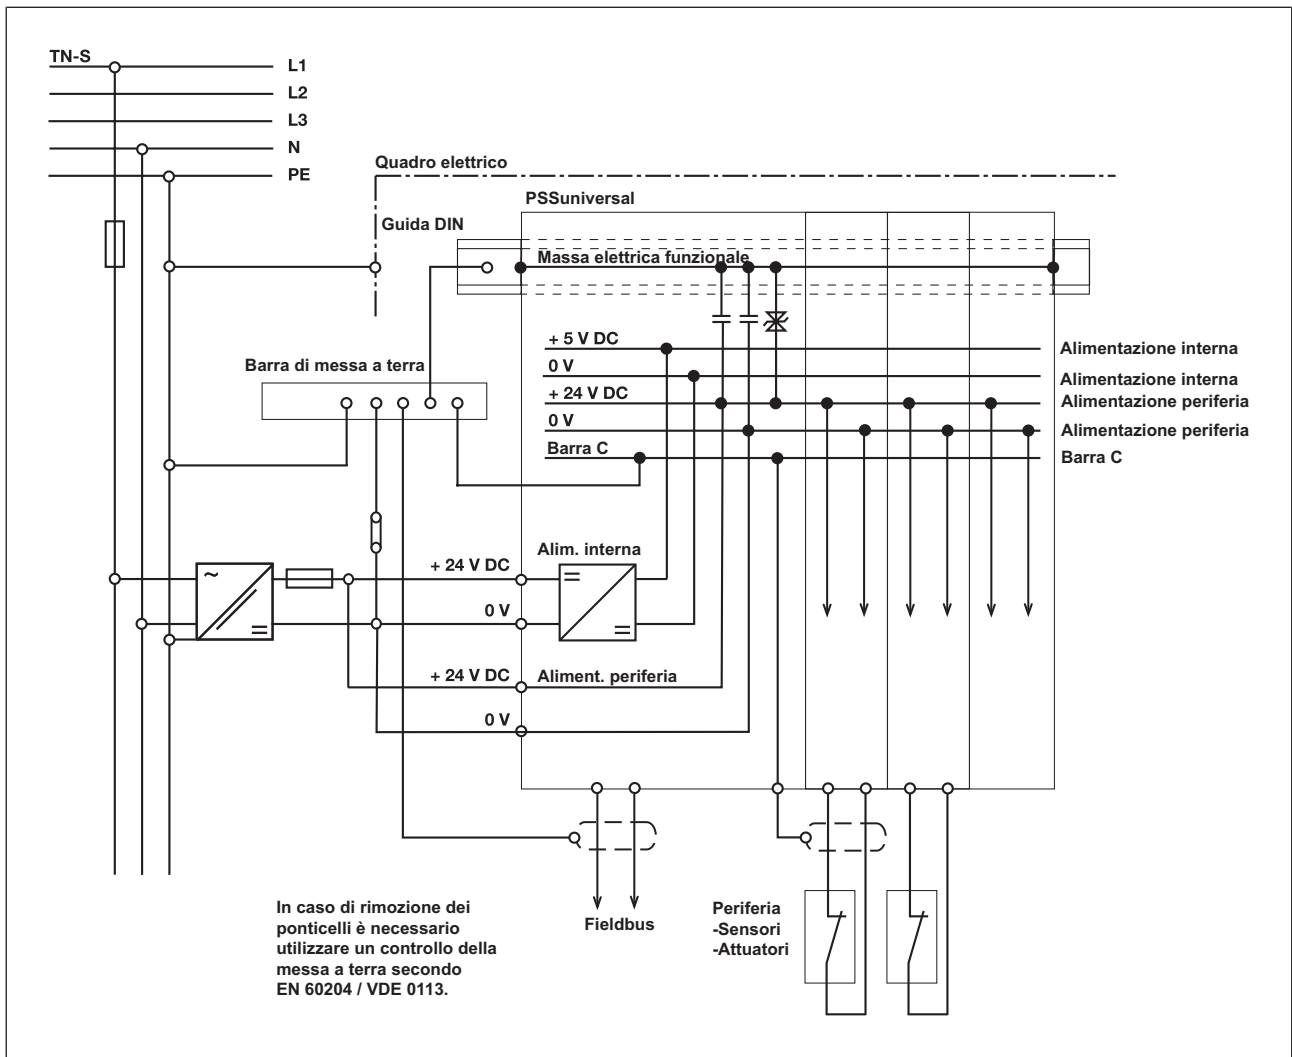 TN-S
L1
L2
L3
N
PE
Quadro elettrico
PSSuniversal
Guida DIN
Massa elettrica funzionale
+ 5 V DC
Alimentazione interna
0 V
Alimentazione interna
Barra di messa a terra
+ 24 V DC
Alimentazione periferia
0 V
Alimentazione periferia
Barra C
Barra C
Alim. interna
+ 24 V DC
0 V
+ 24 V DC
Aliment. periferia
0 V
In caso di rimozione dei
ponticelli è necessario
utilizzare un controllo della
messa a terra secondo
EN 60204 / VDE 0113.
Fieldbus
Periferia
-Sensori
-Attuatori